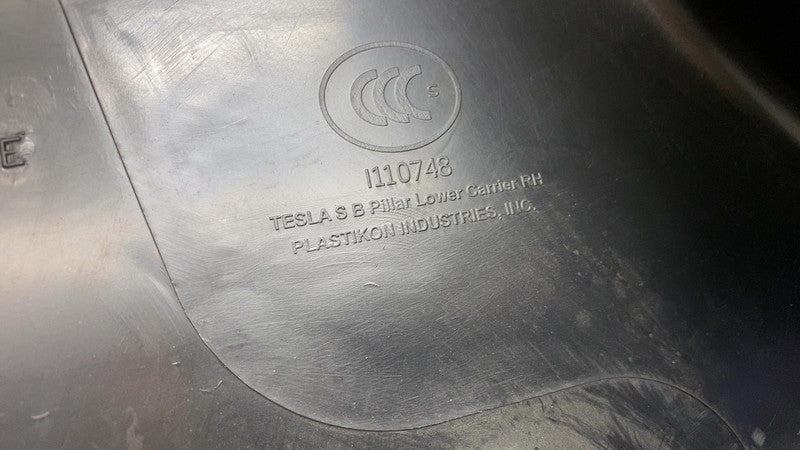 CCC S
I110748
TESLA S B Pillar Lower Carrier RH
PLASTIKON INDUSTRIES, INC.
E